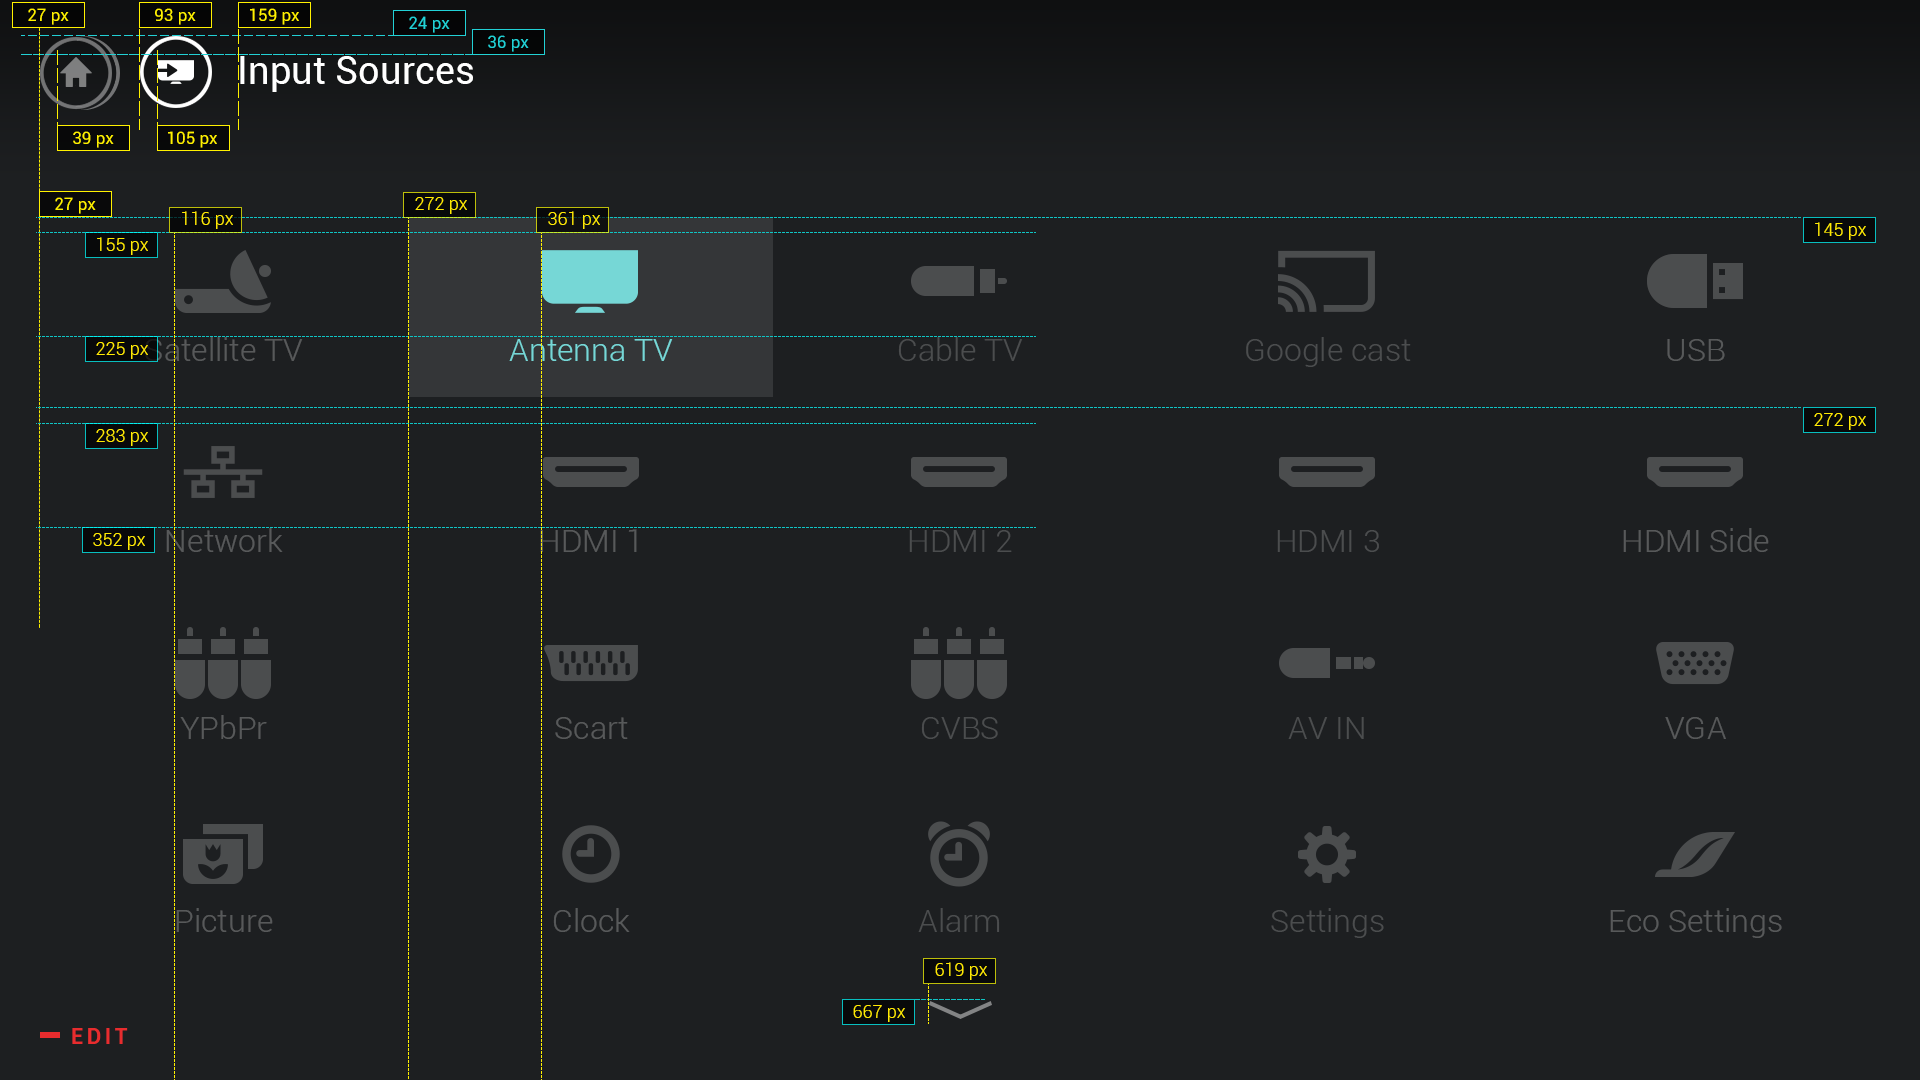 27 px
93 px
159 px
24 px
36 px
Input Sources
39 px
105 px
27 px
116 px
272 px
361 px
155 px
145 px
225 px
Satellite TV
Antenna TV
Cable TV
Google cast
USB
283 px
272 px
352 px
Network
HDMI 1
HDMI 2
HDMI 3
HDMI Side
YPbPr
Scart
CVBS
AV IN
VGA
Picture
Clock
Alarm
Settings
Eco Settings
619 px
667 px
EDIT